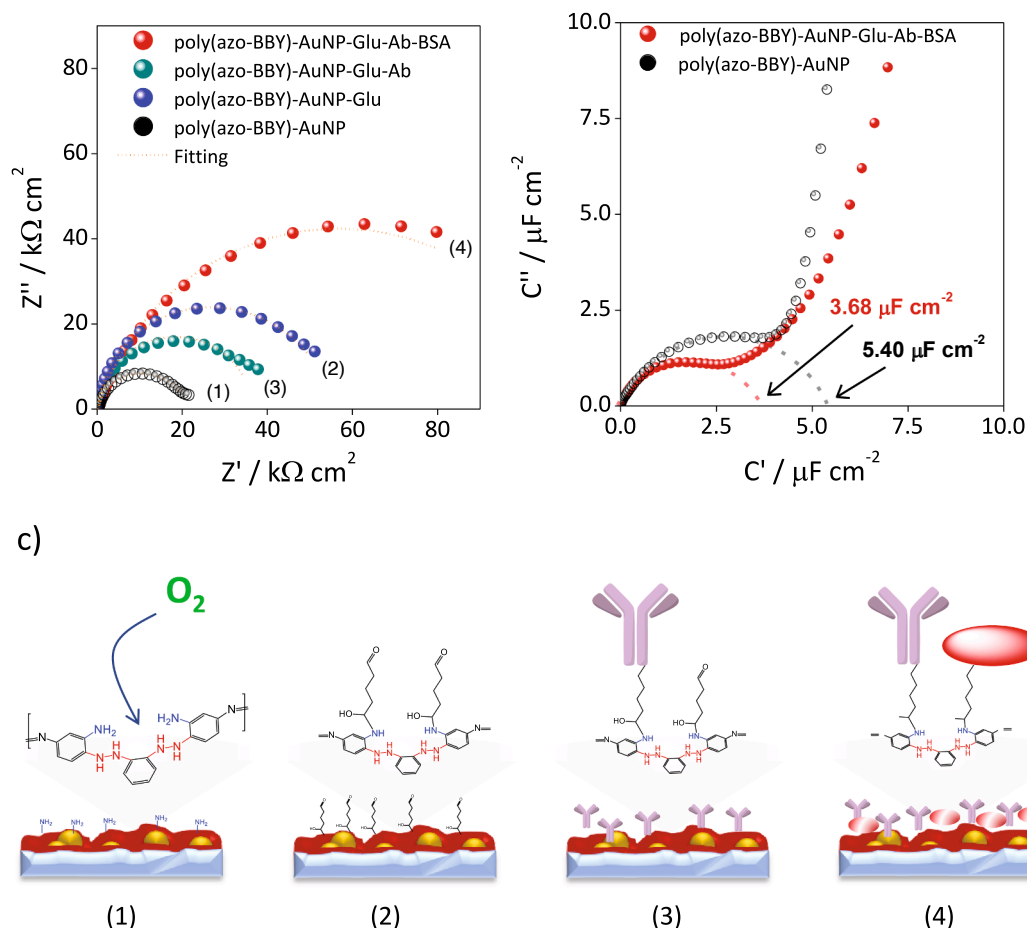 poly(azo-BBY)-AuNP-Glu-Ab-BSA
poly(azo-BBY)-AuNP-Glu-Ab
poly(azo-BBY)-AuNP-Glu
poly(azo-BBY)-AuNP
Fitting
80
60
40
20
0
Z'' / kΩ cm²
(4)
(2)
(3)
(1)
0 20 40 60 80
Z' / kΩ cm²
poly(azo-BBY)-AuNP-Glu-Ab-BSA
poly(azo-BBY)-AuNP
10.0
7.5
5.0
2.5
0.0
C'' / μF cm⁻²
3.68 μF cm⁻²
5.40 μF cm⁻²
0.0 2.5 5.0 7.5 10.0
C' / μF cm⁻²
c)
O₂
NH₂ H₂N N
N H H
N N N N
H H
O O
HO HO
NH HN
N N
H H
N N N N
H H
O
HO HO
NH HN
N N
H H
N N N N
H H
NH HN
H H
N N N N
H H
NH₂ NH₂ NH₂ NH₂ NH₂
(1) (2) (3) (4)